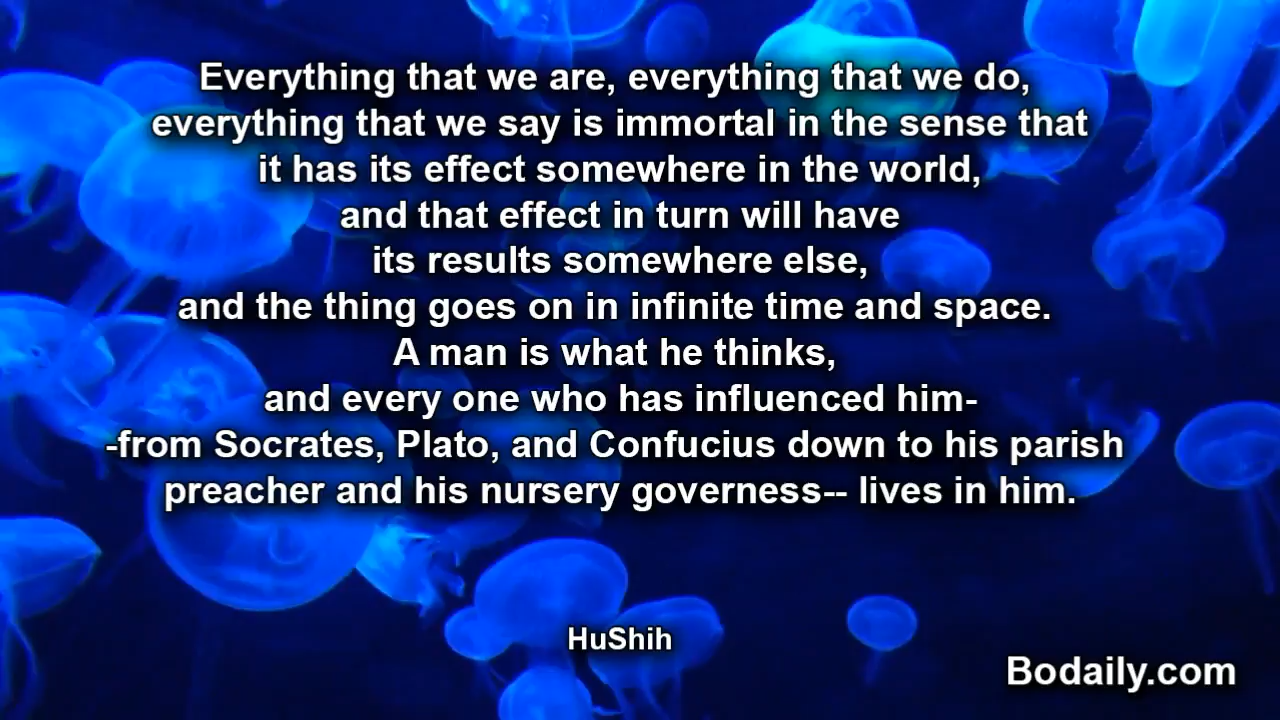 Everything that we are, everything that we do,
everything that we say is immortal in the sense that
it has its effect somewhere in the world,
and that effect in turn will have
its results somewhere else,
and the thing goes on in infinite time and space.
A man is what he thinks,
and every one who has influenced him-
-from Socrates, Plato, and Confucius down to his parish
preacher and his nursery governess-- lives in him.
HuShih
Bodaily.com